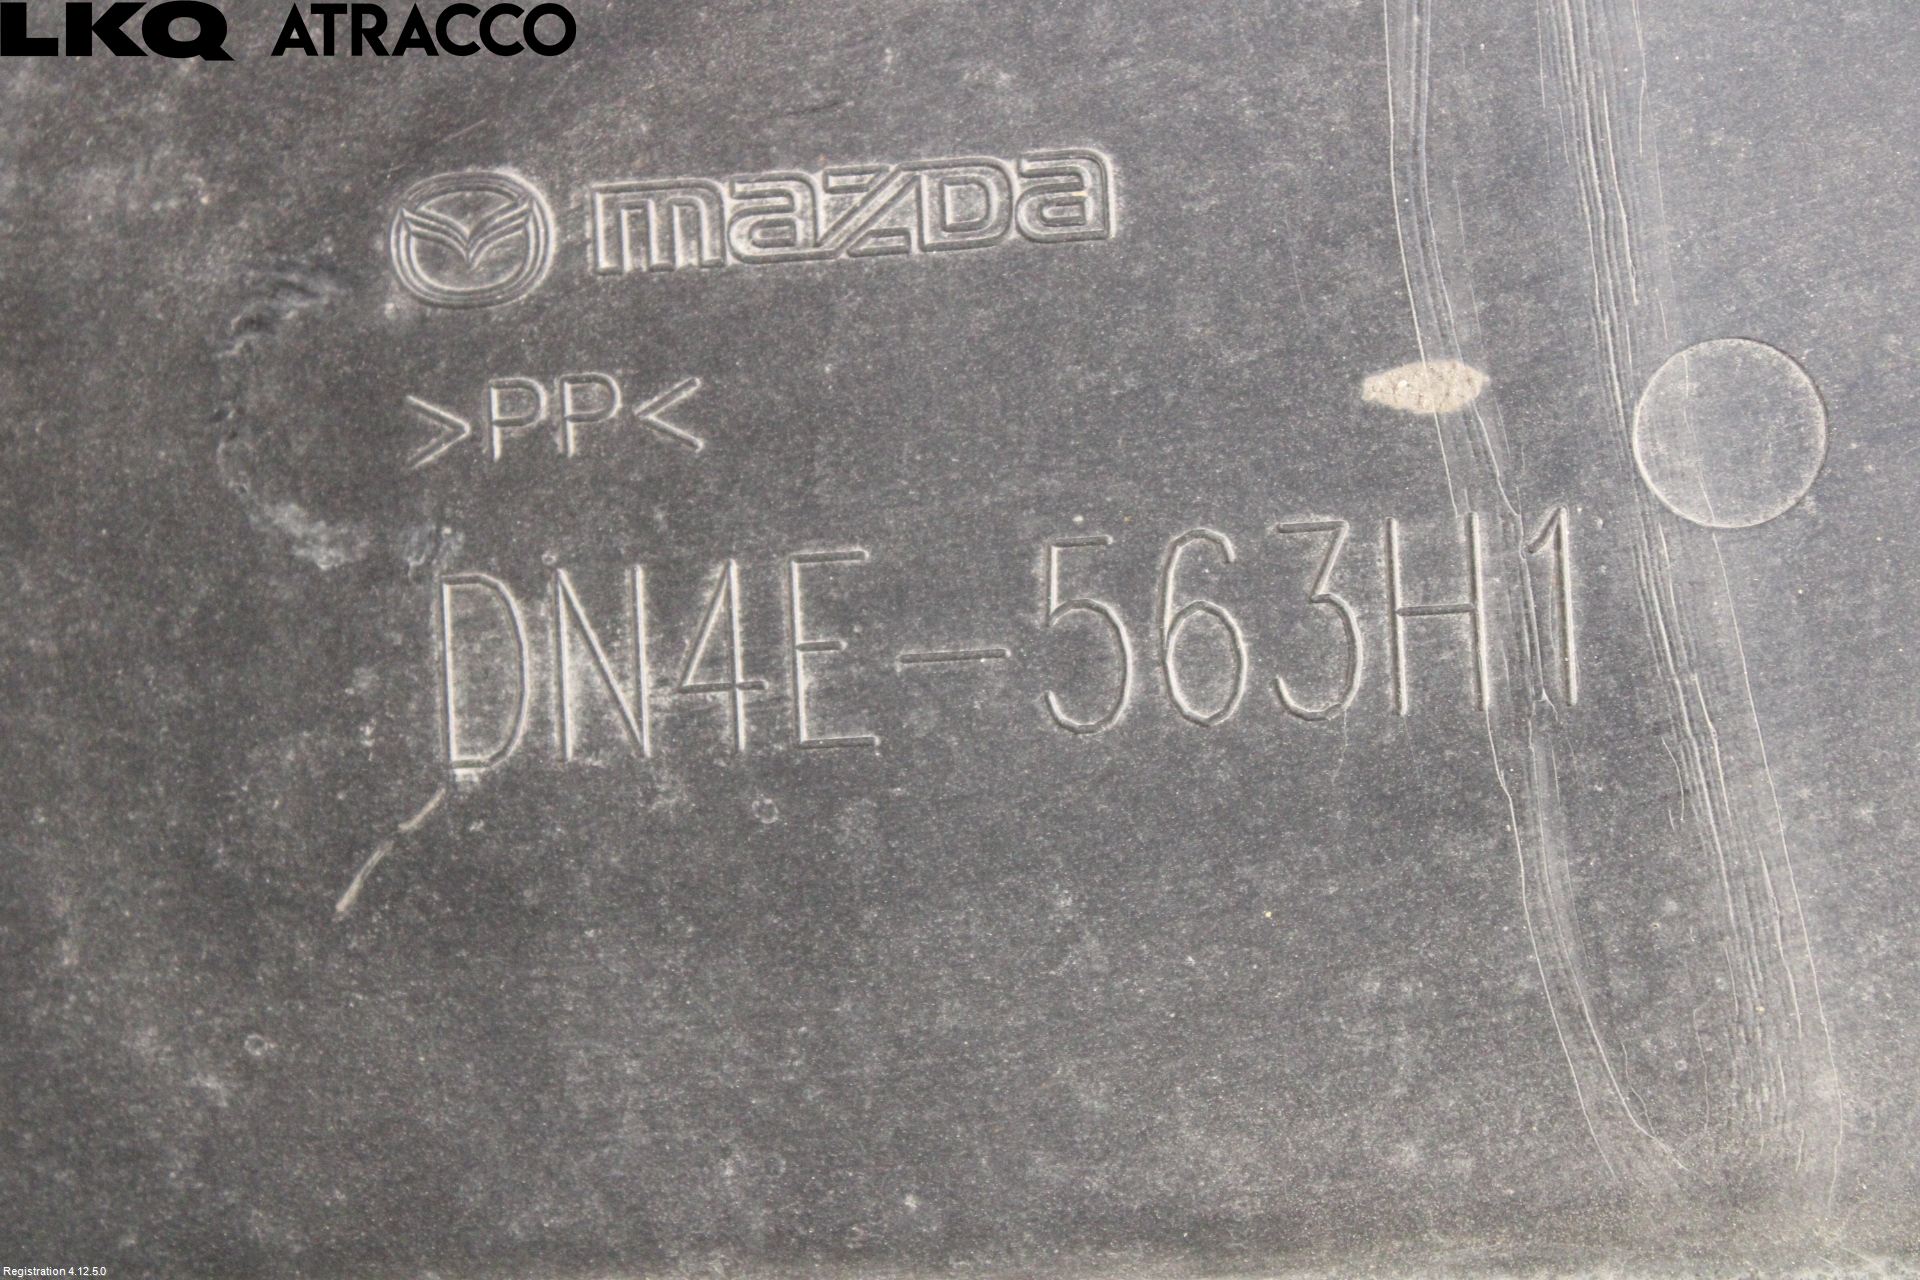 LKQ ATRACCO
mazda
>PP<
DN4E-563H1
Registration 4.12.5.0